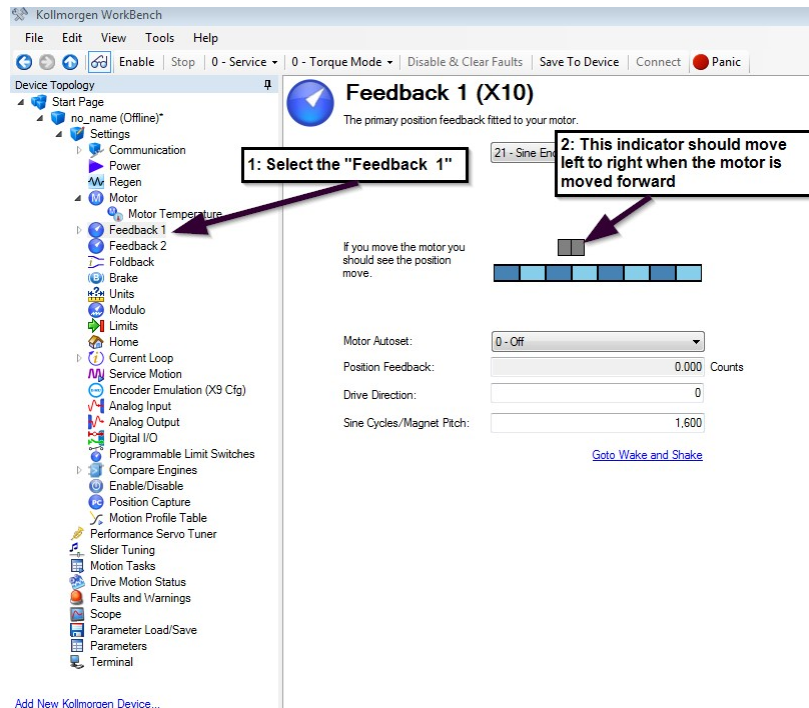 Kollmorgen WorkBench
File Edit View Tools Help
Enable Stop 0 - Service 0 - Torque Mode Disable & Clear Faults Save To Device Connect Panic
Device Topology
Start Page
no_name (Offline)*
Settings
Communication
Power
Regen
Motor
Motor Temperature
Feedback 1
Feedback 2
Foldback
Brake
Units
Modulo
Limits
Home
Current Loop
Service Motion
Encoder Emulation (X9 Cfg)
Analog Input
Analog Output
Digital I/O
Programmable Limit Switches
Compare Engines
Enable/Disable
Position Capture
Motion Profile Table
Performance Servo Tuner
Slider Tuning
Motion Tasks
Drive Motion Status
Faults and Warnings
Scope
Parameter Load/Save
Parameters
Terminal
Add New Kollmorgen Device...
Feedback 1 (X10)
The primary position feedback fitted to your motor.
21 - Sine
1: Select the "Feedback 1"
2: This indicator should move
left to right when the motor is
moved forward
If you move the motor you
should see the position
move.
Motor Autoset: 0 - Off
Position Feedback: 0.000 Counts
Drive Direction: 0
Sine Cycles/Magnet Pitch: 1,600
Goto Wake and Shake